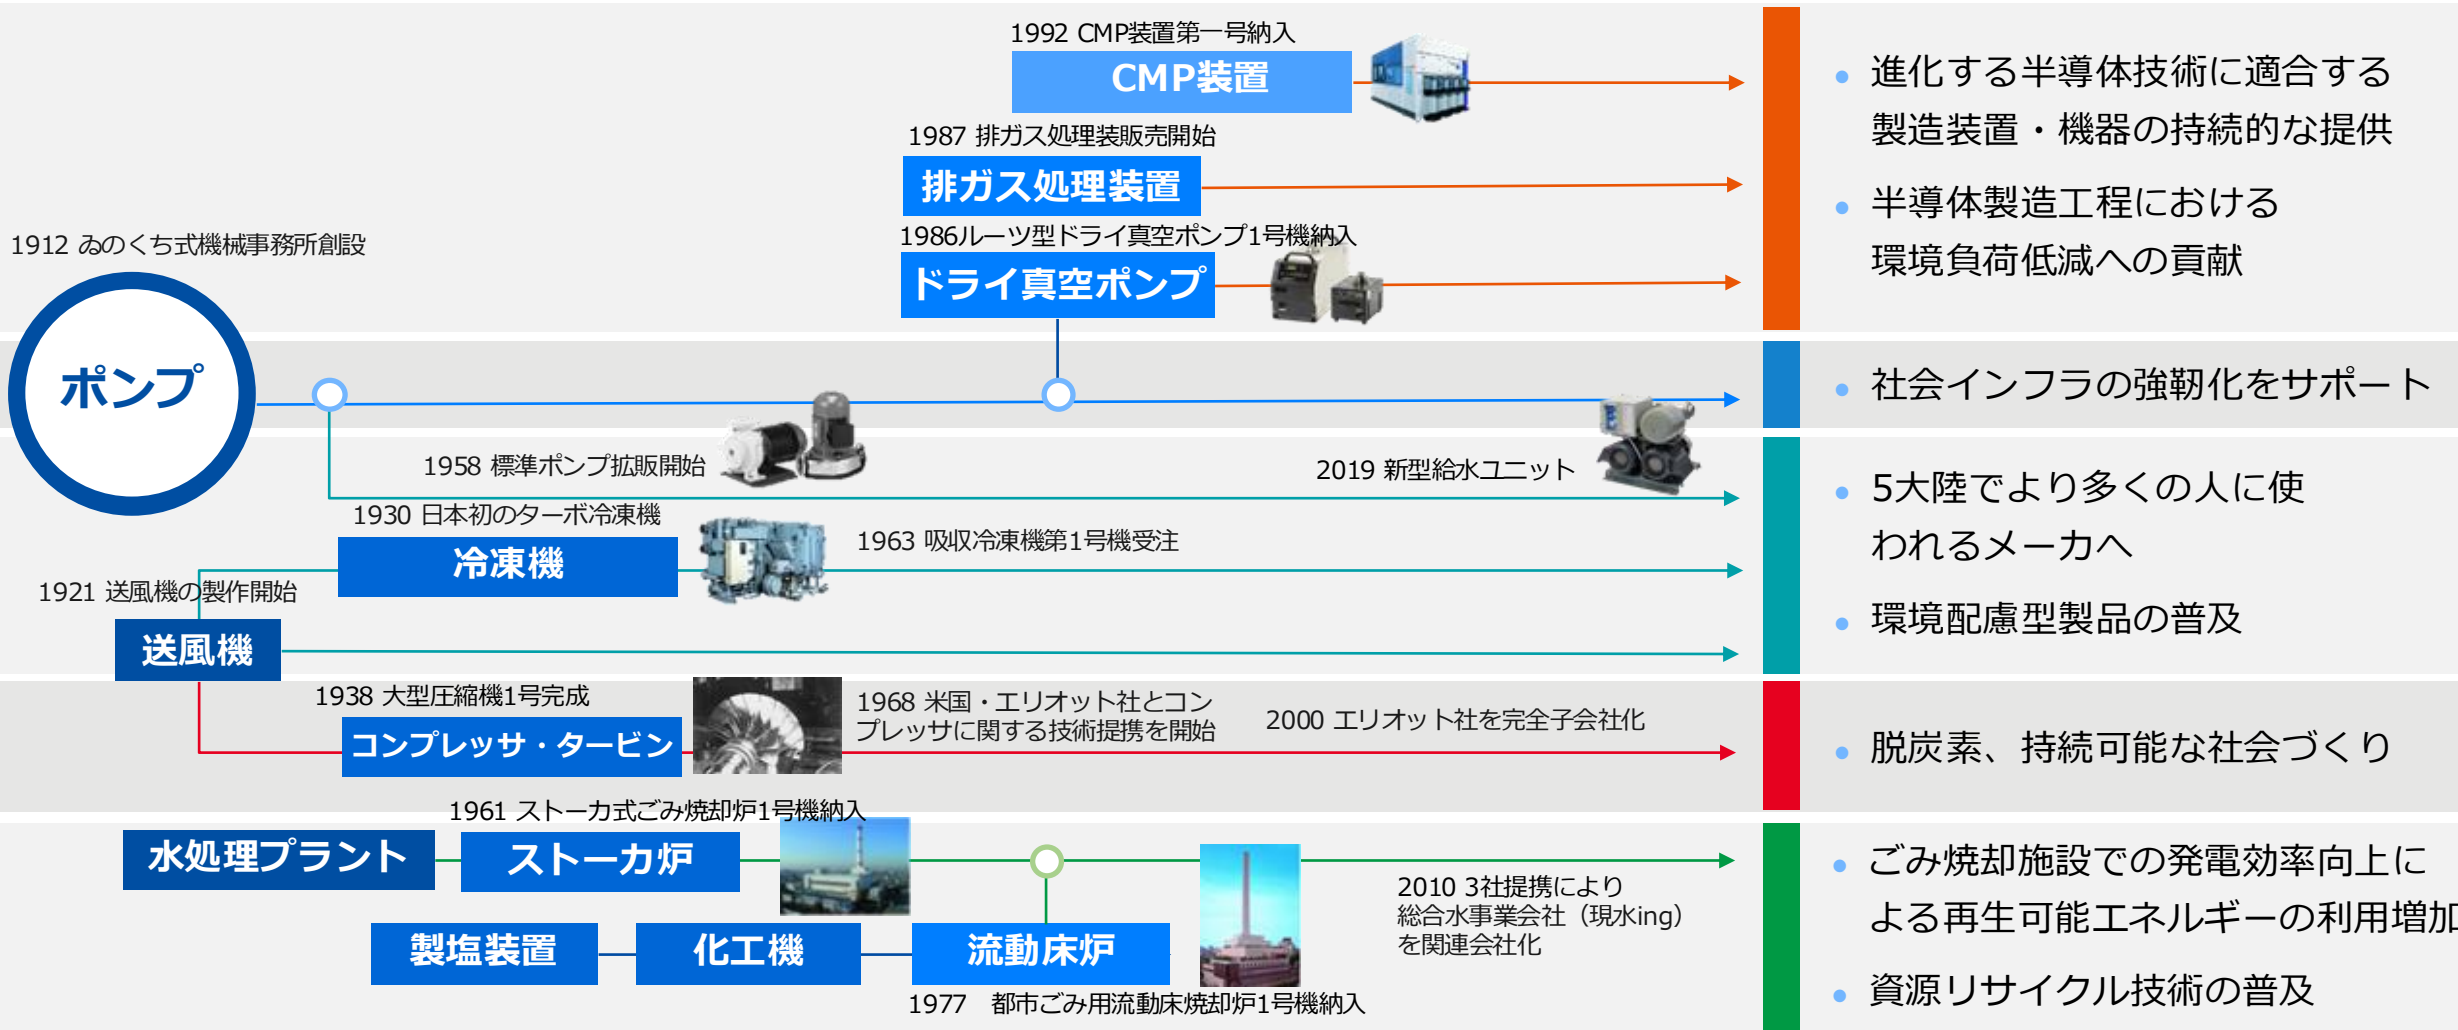 1992 CMP装置第一号納入
CMP装置
1987 排ガス処理装販売開始
排ガス処理装置
1986ルーツ型ドライ真空ポンプ1号機納入
ドライ真空ポンプ
・進化する半導体技術に適合する
製造装置・機器の持続的な提供
・半導体製造工程における
環境負荷低減への貢献
1912 ゐのくち式機械事務所創設
ポンプ
・社会インフラの強靭化をサポート
1958 標準ポンプ拡販開始
2019 新型給水ユニット
1930 日本初のターボ冷凍機
冷凍機
1963 吸収冷凍機第1号機受注
1921 送風機の製作開始
送風機
・5大陸でより多くの人に使
われるメーカへ
・環境配慮型製品の普及
1938 大型圧縮機1号完成
コンプレッサ・タービン
1968 米国・エリオット社とコン
プレッサに関する技術提携を開始
2000 エリオット社を完全子会社化
・脱炭素、持続可能な社会づくり
1961 ストーカ式ごみ焼却炉1号機納入
水処理プラント
ストーカ炉
製塩装置
化工機
流動床炉
1977 都市ごみ用流動床焼却炉1号機納入
2010 3社提携により
総合水事業会社（現水ing）
を関連会社化
・ごみ焼却施設での発電効率向上に
よる再生可能エネルギーの利用増加
・資源リサイクル技術の普及